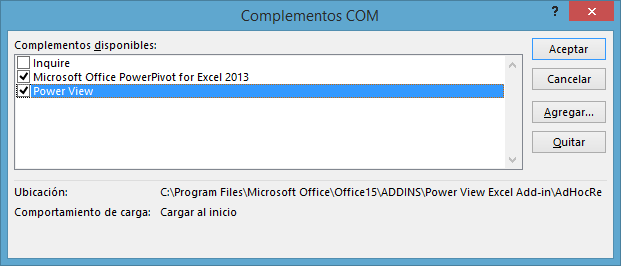 Complementos COM
?
Complementos disponibles:
Inquire
Microsoft Office PowerPivot for Excel 2013
Power View
Aceptar
Cancelar
Agregar...
Quitar
Ubicación: C:\Program Files\Microsoft Office\Office15\ADDINS\Power View Excel Add-in\AdHocRe
Comportamiento de carga: Cargar al inicio